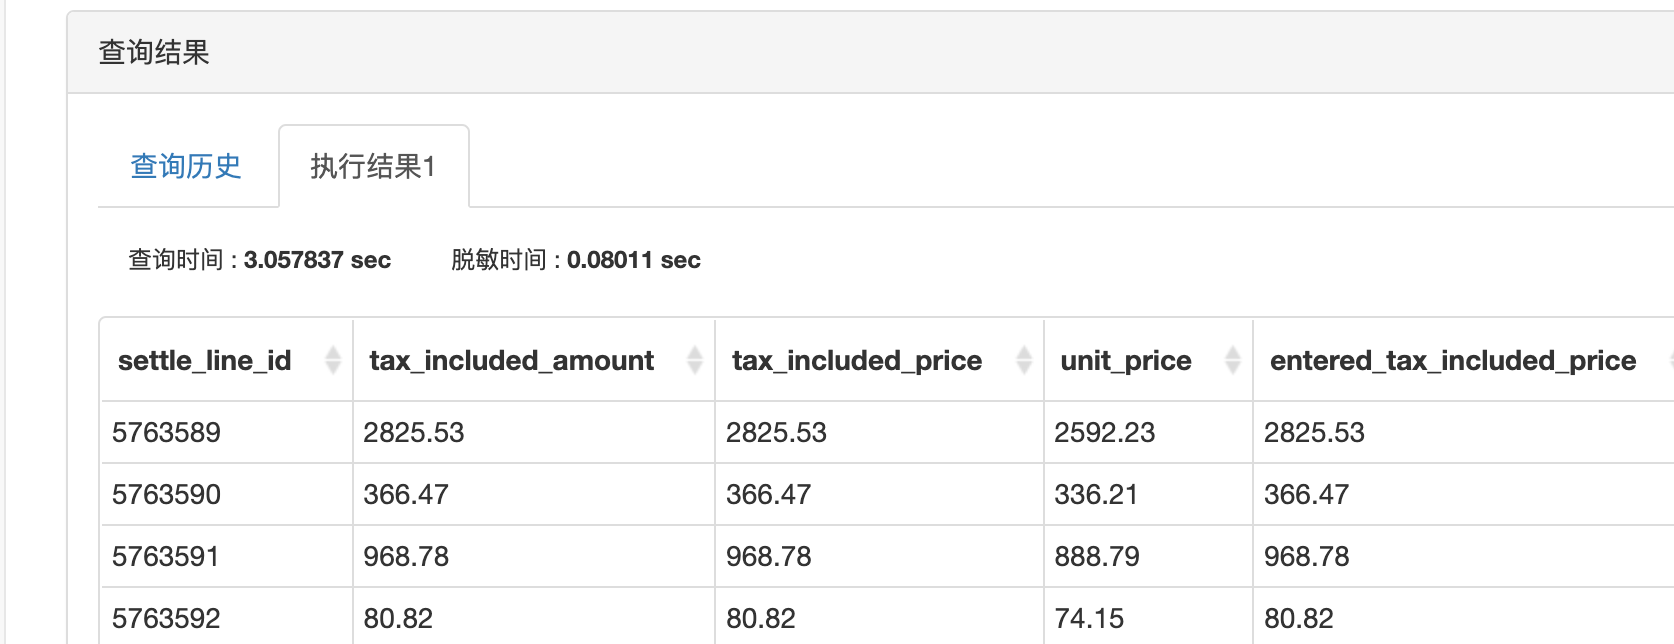 查询结果
查询历史 执行结果1
查询时间 : 3.057837 sec 脱敏时间 : 0.08011 sec
settle_line_id tax_included_amount tax_included_price unit_price entered_tax_included_price
5763589 2825.53 2825.53 2592.23 2825.53
5763590 366.47 366.47 336.21 366.47
5763591 968.78 968.78 888.79 968.78
5763592 80.82 80.82 74.15 80.82